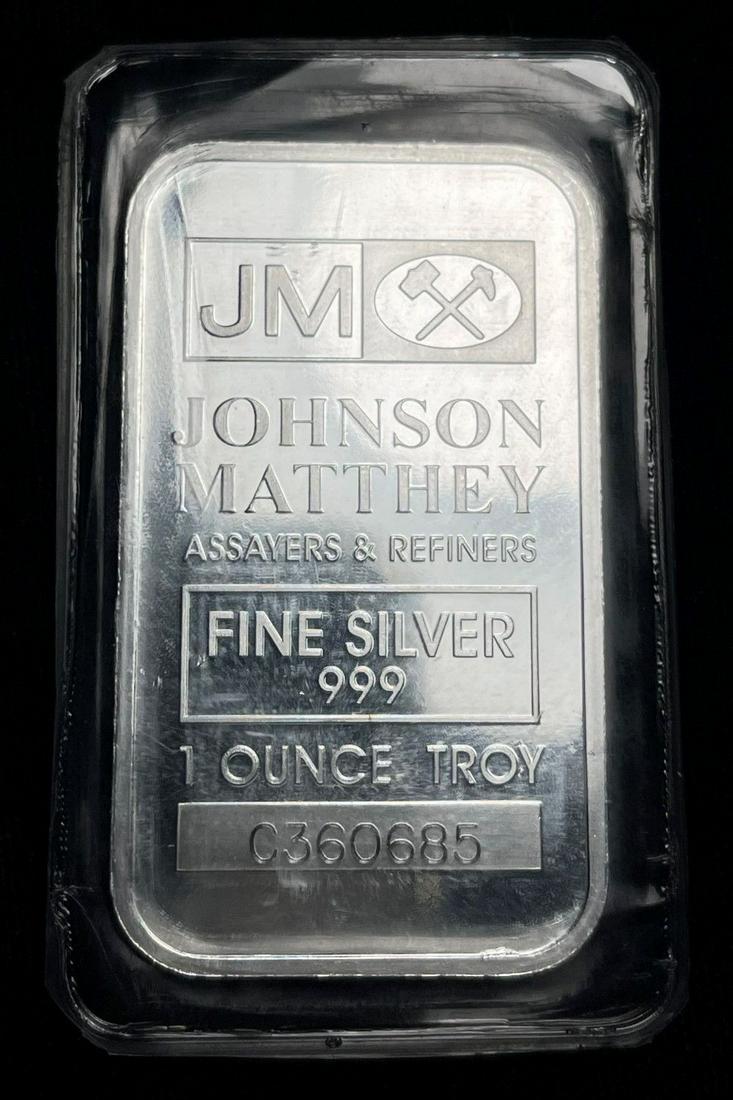 JM
JOHNSON
MATTHEY
ASSAYERS & REFINERS
FINE SILVER
999
1 OUNCE TROY
C360685